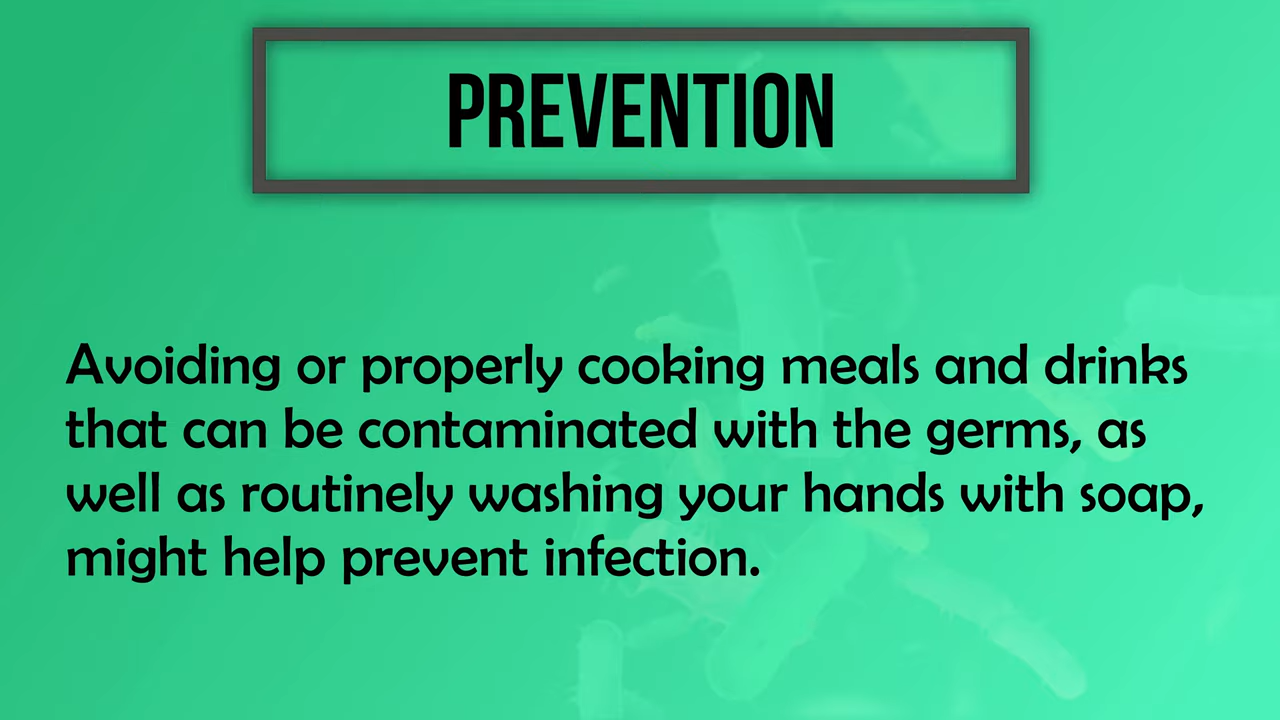 PREVENTION
Avoiding or properly cooking meals and drinks
that can be contaminated with the germs, as
well as routinely washing your hands with soap,
might help prevent infection.